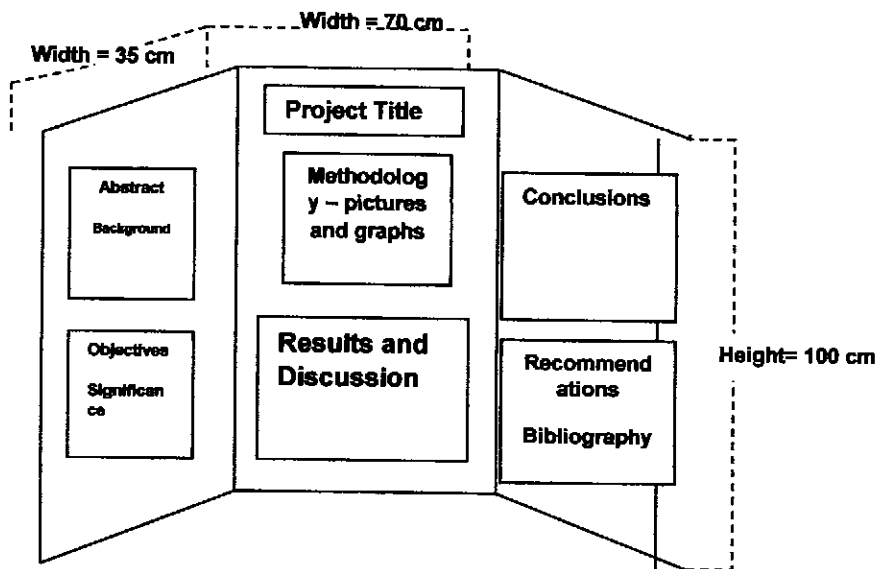 Width = 70 cm
Width = 35 cm
Project Title
Abstract
Background
Methodolog
y – pictures
and graphs
Conclusions
Objectives
Significan
ce
Results and
Discussion
Recommend
ations
Bibliography
Height= 100 cm